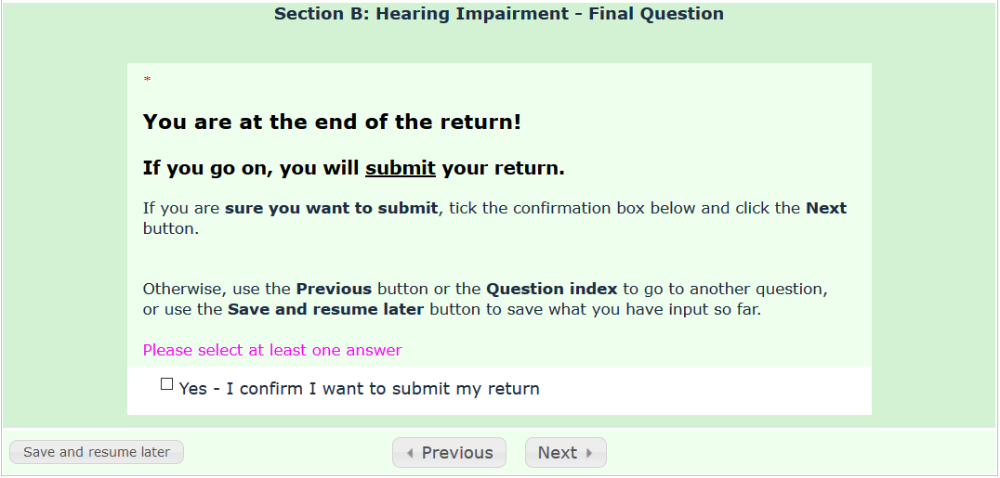 Section B: Hearing Impairment - Final Question
*
You are at the end of the return!
If you go on, you will submit your return.
If you are sure you want to submit, tick the confirmation box below and click the Next
button.
Otherwise, use the Previous button or the Question index to go to another question,
or use the Save and resume later button to save what you have input so far.
Please select at least one answer
Yes - I confirm I want to submit my return
Save and resume later
Previous
Next